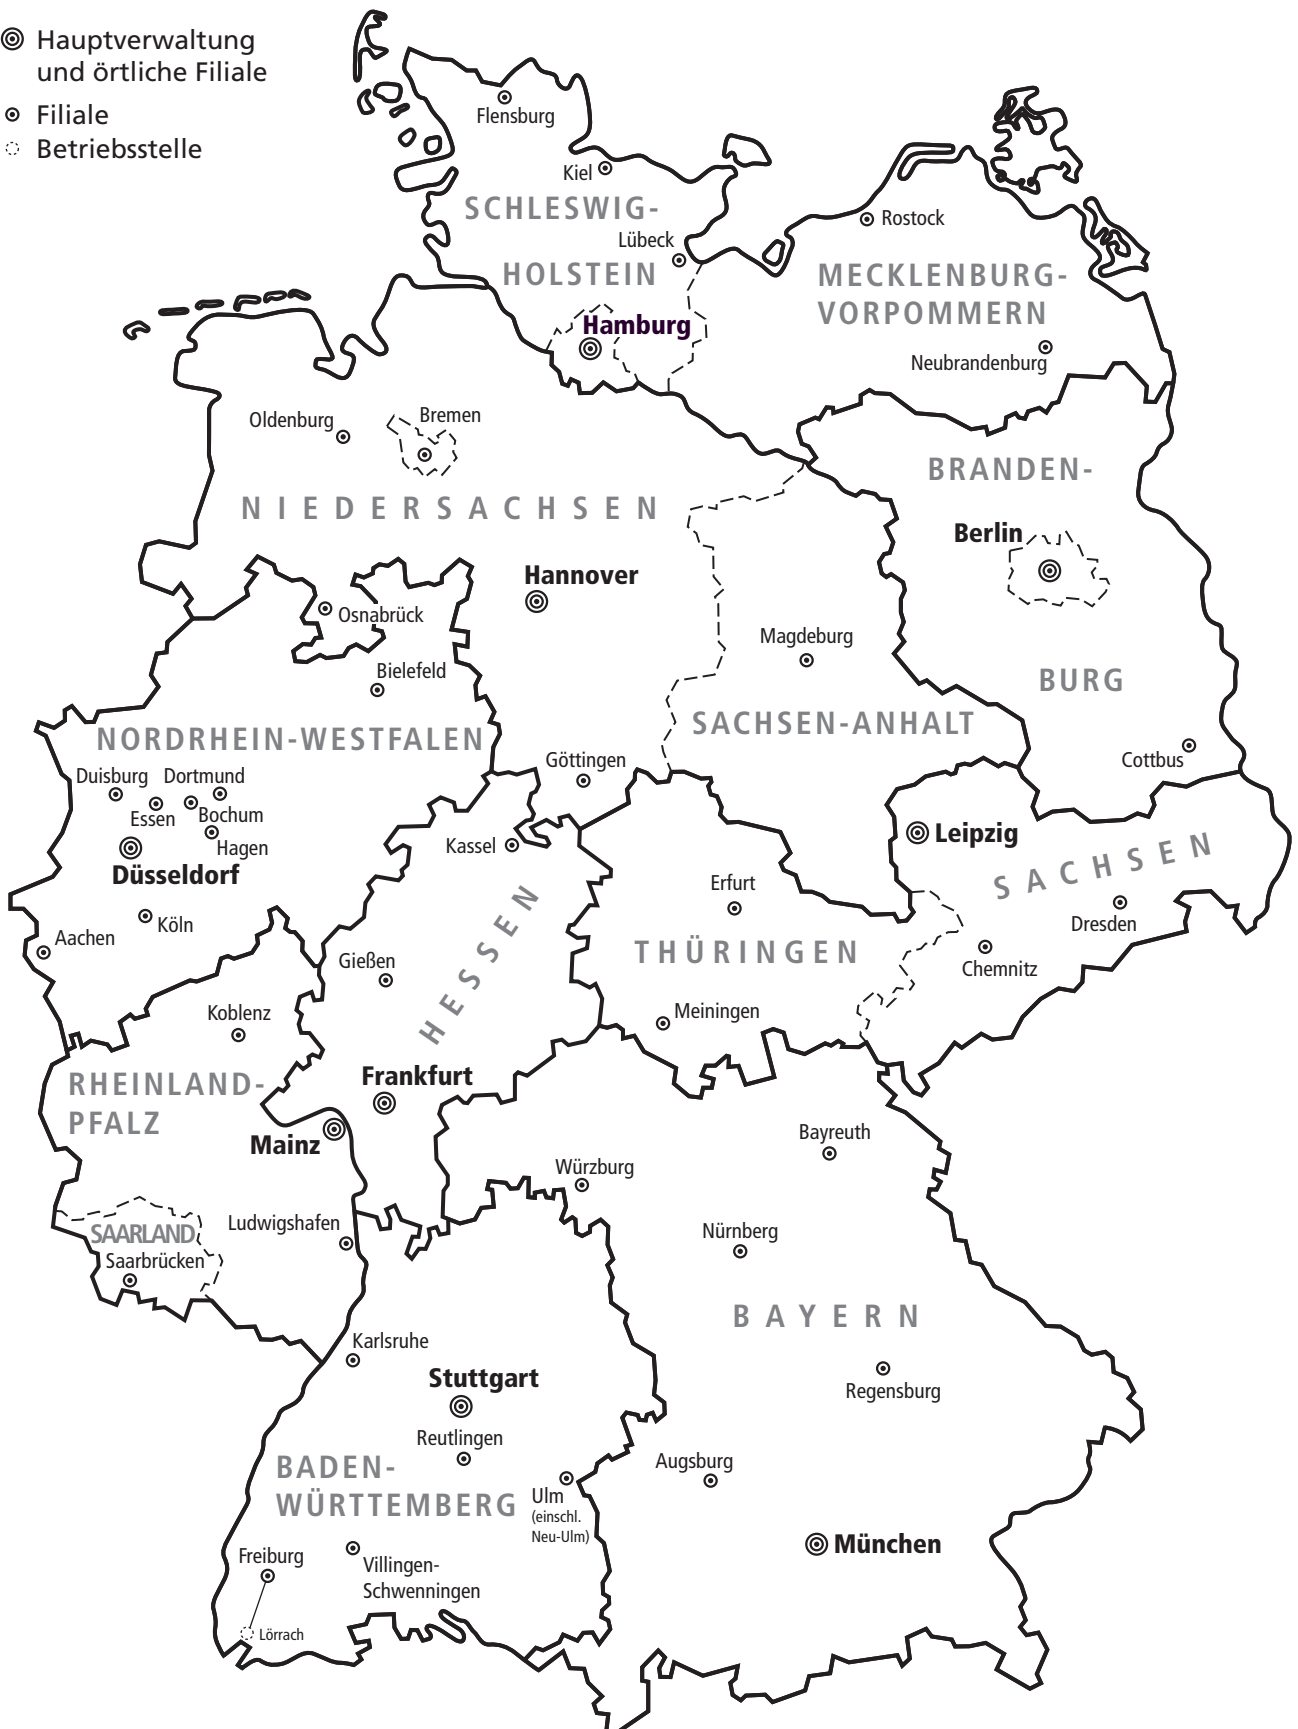 Hauptverwaltung
und örtliche Filiale
Filiale
Betriebsstelle
Flensburg
Kiel
SCHLESWIG-
HOLSTEIN
Lübeck
Rostock
MECKLENBURG-
VORPOMMERN
Hamburg
Neubrandenburg
Oldenburg
Bremen
NIEDERSACHSEN
BRANDEN-
BURG
Berlin
Hannover
Osnabrück
Magdeburg
Bielefeld
NORDRHEIN-WESTFALEN
SACHSEN-ANHALT
Cottbus
Göttingen
Duisburg
Dortmund
Essen
Bochum
Hagen
Düsseldorf
Kassel
Leipzig
SACHSEN
Köln
Aachen
Erfurt
Dresden
HESSEN
THÜRINGEN
Gießen
Chemnitz
Koblenz
Meiningen
RHEINLAND-
PFALZ
Frankfurt
Mainz
Bayreuth
Würzburg
SAARLAND
Ludwigshafen
Saarbrücken
Nürnberg
BAYERN
Karlsruhe
Stuttgart
Regensburg
Reutlingen
BADEN-
WÜRTTEMBERG
Augsburg
Ulm
(einschl.
Neu-Ulm)
München
Freiburg
Villingen-
Schwenningen
Lörrach